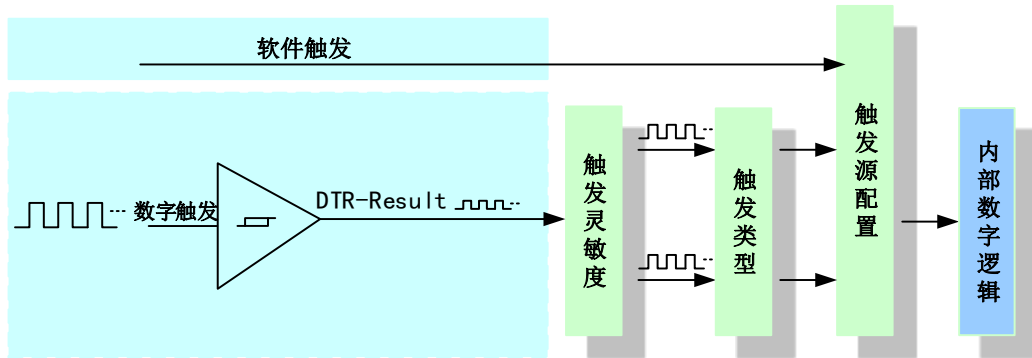 软件触发
数字触发
DTR-Result
触发灵敏度
触发类型
触发源配置
内部数字逻辑